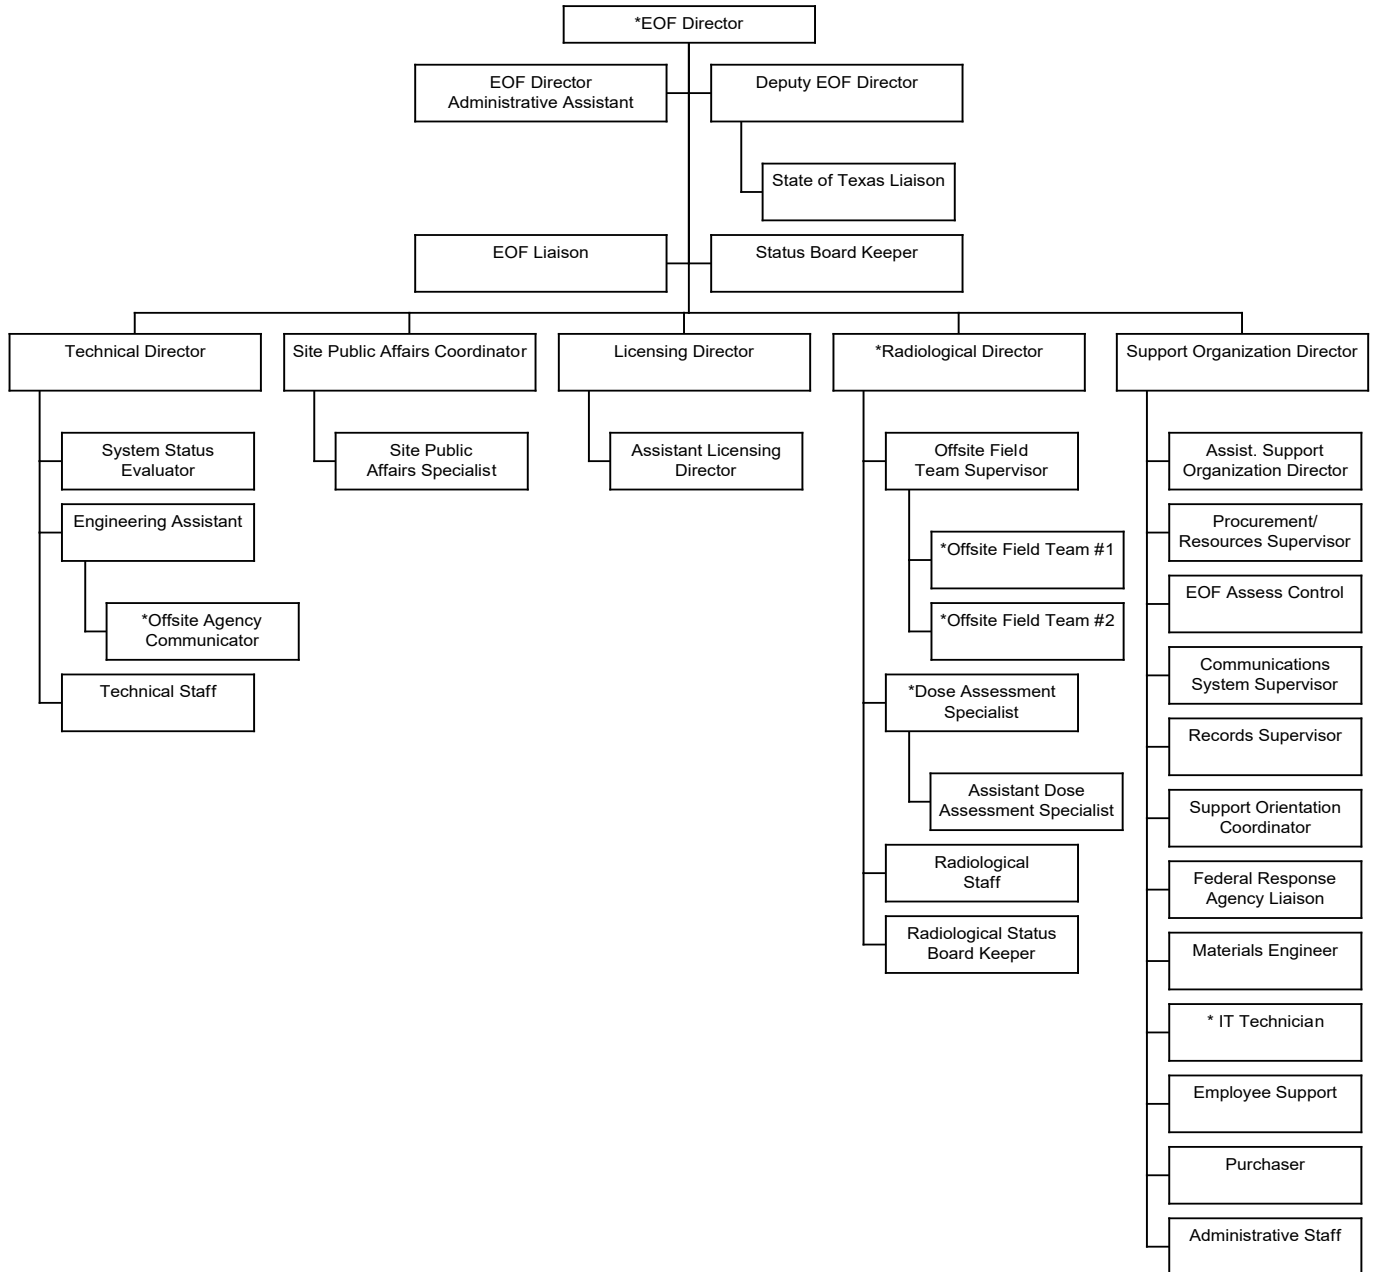 *EOF Director
EOF Director
Administrative Assistant
Deputy EOF Director
State of Texas Liaison
EOF Liaison
Status Board Keeper
Technical Director
Site Public Affairs Coordinator
Licensing Director
*Radiological Director
Support Organization Director
System Status
Evaluator
Engineering Assistant
*Offsite Agency
Communicator
Technical Staff
Site Public
Affairs Specialist
Assistant Licensing
Director
Offsite Field
Team Supervisor
*Offsite Field Team #1
*Offsite Field Team #2
*Dose Assessment
Specialist
Assistant Dose
Assessment Specialist
Radiological
Staff
Radiological Status
Board Keeper
Assist. Support
Organization Director
Procurement/
Resources Supervisor
EOF Assess Control
Communications
System Supervisor
Records Supervisor
Support Orientation
Coordinator
Federal Response
Agency Liaison
Materials Engineer
* IT Technician
Employee Support
Purchaser
Administrative Staff